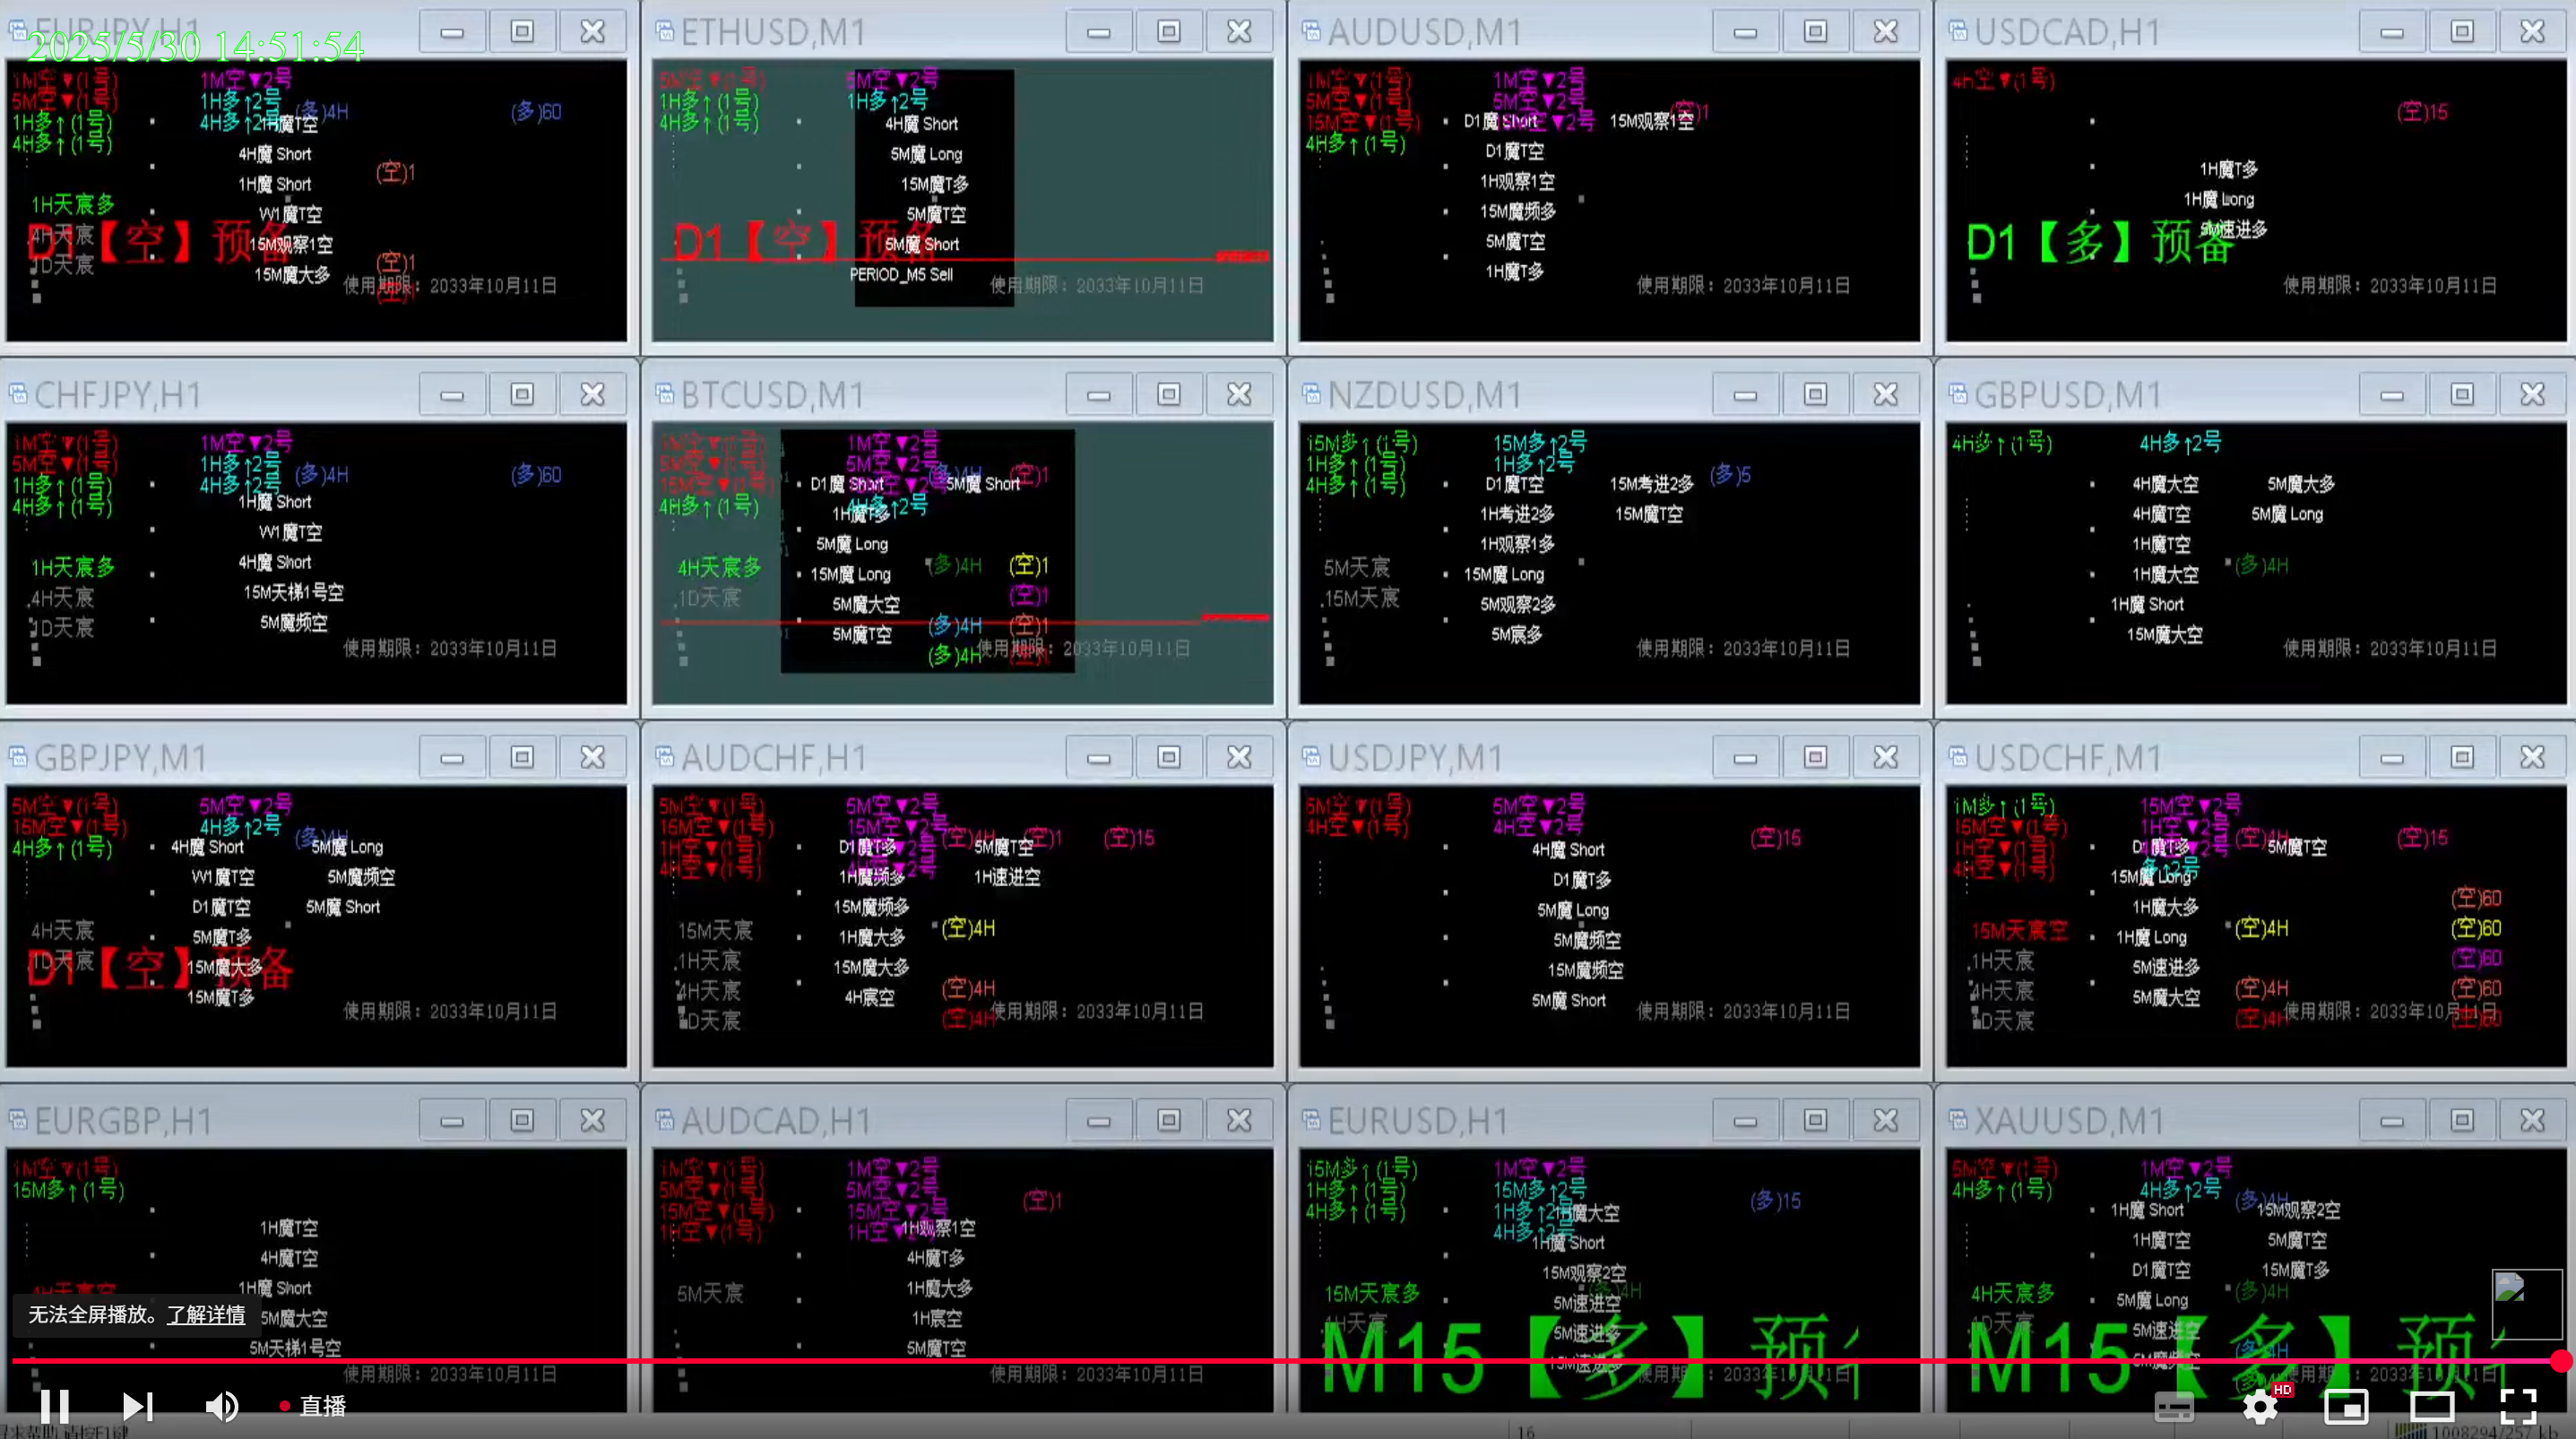 EURJPY,H1
2025/5/30 14:51:54
1M空▼(1号)
5M空▼(1号)
1H多↑(1号)
4H多↑(1号)
1M空▼2号
1H多↑2号
4H多↑2号
(多)4H
(多)60
1H魔T空
4H魔 Short
1H魔 Short
W1魔T空
15M观察1空
15M魔大多
(空)1
(空)1
(空)1
1H天宸多
4H天宸
1D天宸
D1【空】预备
使用期限：2033年10月11日
ETHUSD,M1
5M空▼(1号)
1H多↑(1号)
4H多↑(1号)
5M空▼2号
1H多↑2号
4H魔 Short
5M魔 Long
15M魔T多
5M魔T空
5M魔 Short
PERIOD_M5 Sell
D1【空】预备
使用期限：2033年10月11日
AUDUSD,M1
1M空▼(1号)
5M空▼(1号)
15M空▼(1号)
4H多↑(1号)
1M空▼2号
5M空▼2号
15M空▼2号
(空)1
D1魔 Short
15M观察1空
D1魔T空
1H观察1空
15M魔频多
5M魔T空
1H魔T多
使用期限：2033年10月11日
USDCAD,H1
4H空▼(1号)
(空)15
1H魔T多
1H魔 Long
5M速进多
D1【多】预备
使用期限：2033年10月11日
CHFJPY,H1
1M空▼(1号)
5M空▼(1号)
1H多↑(1号)
4H多↑(1号)
1M空▼2号
1H多↑2号
4H多↑2号
(多)4H
(多)60
1H魔 Short
W1魔T空
4H魔 Short
15M天梯1号空
5M魔频空
1H天宸多
4H天宸
1D天宸
使用期限：2033年10月11日
BTCUSD,M1
1M空▼(1号)
5M空▼(1号)
15M空▼(1号)
4H多↑(1号)
1M空▼2号
5M空▼2号
4H多↑2号
(多)4H
(空)1
D1魔 Short
5M魔 Short
1H魔T多
5M魔 Long
15M魔 Long
5M魔大空
5M魔T空
4H天宸多
1D天宸
(多)4H
(空)1
(空)1
(多)4H
(空)1
(多)4H
(空)1
使用期限：2033年10月11日
NZDUSD,M1
15M多↑(1号)
1H多↑(1号)
4H多↑(1号)
15M多↑2号
1H多↑2号
(多)5
D1魔T空
15M考进2多
1H考进2多
15M魔T空
1H观察1多
15M魔 Long
5M观察2多
5M宸多
5M天宸
15M天宸
使用期限：2033年10月11日
GBPUSD,M1
4H多↑(1号)
4H多↑2号
4H魔大空
5M魔大多
4H魔T空
5M魔 Long
1H魔T空
1H魔大空
(多)4H
1H魔 Short
15M魔大空
使用期限：2033年10月11日
GBPJPY,M1
5M空▼(1号)
15M空▼(1号)
4H多↑(1号)
5M空▼2号
4H多↑2号
(多)4H
4H魔 Short
5M魔 Long
W1魔T空
5M魔频空
D1魔T空
5M魔 Short
5M魔T多
15M魔大多
15M魔T多
4H天宸
1D天宸
D1【空】预备
使用期限：2033年10月11日
AUDCHF,H1
5M空▼(1号)
15M空▼(1号)
1H空▼(1号)
4H空▼(1号)
5M空▼2号
15M空▼2号
(空)4H
(空)1
(空)15
D1魔T多
5M魔T空
1H魔频多
1H速进空
15M魔频多
1H魔大多
15M魔大多
4H宸空
15M天宸
1H天宸
4H天宸
1D天宸
(空)4H
(空)4H
(空)4H
使用期限：2033年10月11日
USDJPY,M1
5M空▼(1号)
4H空▼(1号)
5M空▼2号
4H空▼2号
(空)15
4H魔 Short
D1魔T多
5M魔 Long
5M魔频空
15M魔频空
5M魔 Short
使用期限：2033年10月11日
USDCHF,M1
1M多↑(1号)
15M空▼(1号)
1H空▼(1号)
4H空▼(1号)
15M空▼2号
1H空▼2号
(空)4H
(空)15
D1魔T多
5M魔T空
15M魔 Long
1H魔大多
1H魔 Long
5M速进多
5M魔大空
15M天宸空
1H天宸
4H天宸
1D天宸
(空)60
(空)4H
(空)60
(空)60
(空)4H
(空)60
(空)4H
(空)60
使用期限：2033年10月11日
EURGBP,H1
1M空▼(1号)
15M多↑(1号)
1H魔T空
4H魔T空
1H魔 Short
5M魔大空
5M天梯1号空
4H天宸空
使用期限：2033年10月11日
AUDCAD,H1
1M空▼(1号)
5M空▼(1号)
15M空▼(1号)
1H空▼(1号)
1M空▼2号
5M空▼2号
15M空▼2号
1H空▼2号
(空)1
1H观察1空
4H魔T多
1H魔大多
1H宸空
5M魔T空
5M天宸
使用期限：2033年10月11日
EURUSD,H1
15M多↑(1号)
1H多↑(1号)
4H多↑(1号)
1M空▼2号
15M多↑2号
1H多↑2号
4H多↑2号
(多)15
1H魔大空
1H魔 Short
15M观察2空
5M速进空
5M速进多
15M速进多
(多)4H
15M天宸多
1H天宸
M15【多】预
使用期限：2033年10月11日
XAUUSD,M1
5M空▼(1号)
4H多↑(1号)
1M空▼2号
4H多↑2号
(多)4H
1H魔 Short
15M观察2空
1H魔T空
5M魔T空
D1魔T空
15M魔T多
5M魔 Long
5M速进空
5M魔频空
(多)4H
(多)4H
4H天宸多
1D天宸
M15【多】预
使用期限：2033年10月11日
无法全屏播放。了解详情
直播
HD
16
1008294/257 kb